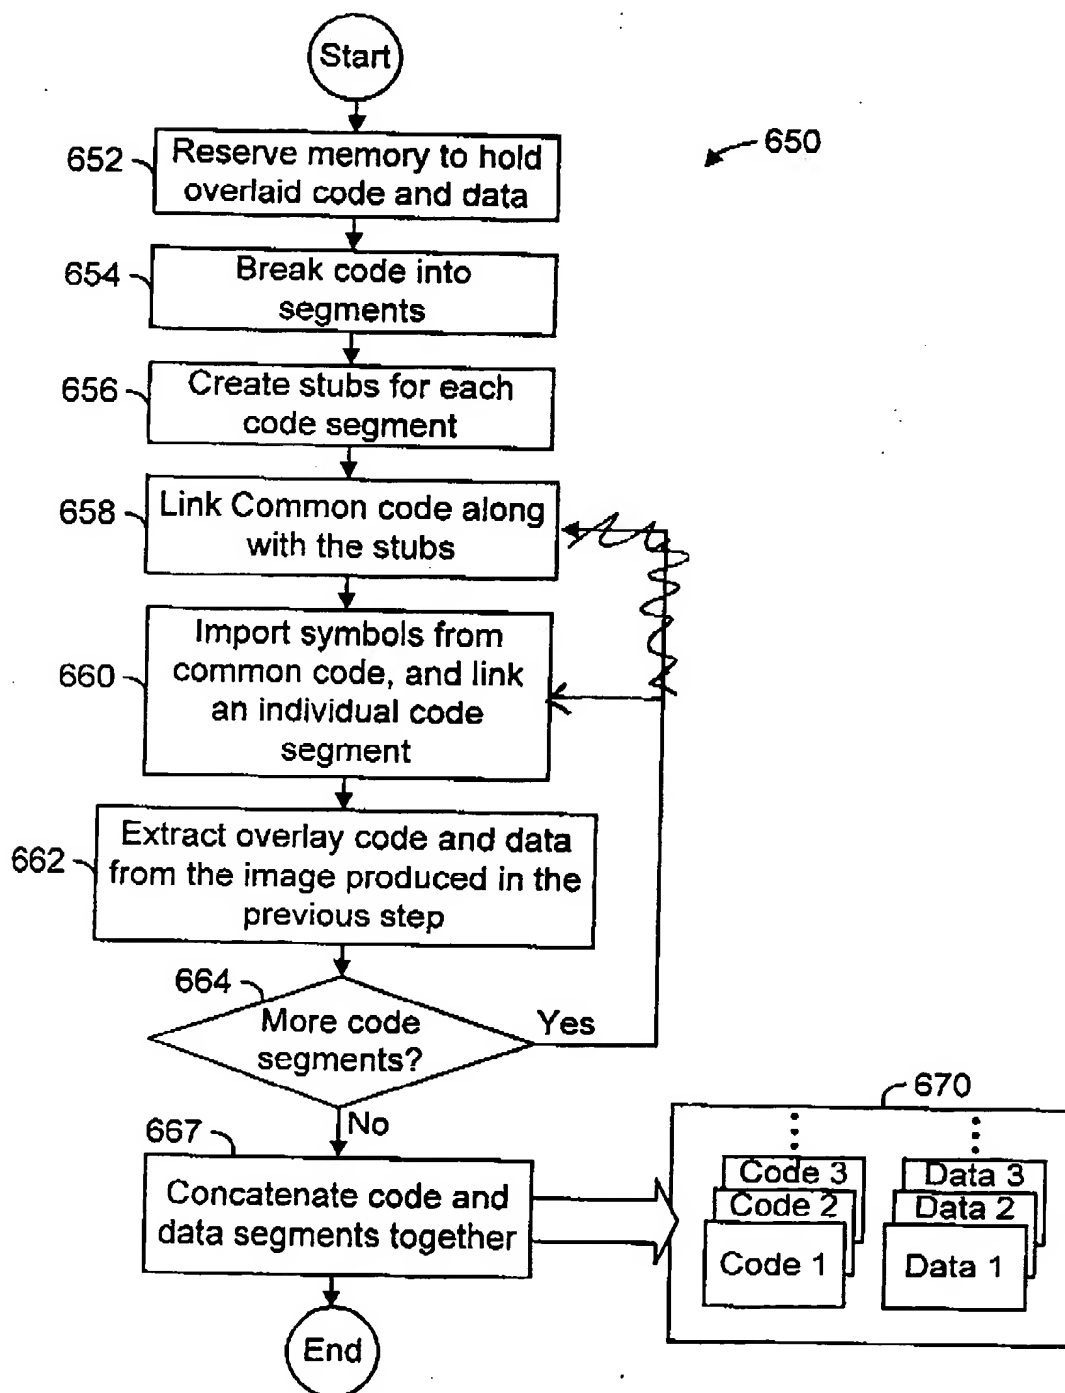 Start
650
652
Reserve memory to hold
overlaid code and data
654
Break code into
segments
656
Create stubs for each
code segment
658
Link Common code along
with the stubs
660
Import symbols from
common code, and link
an individual code
segment
662
Extract overlay code and data
from the image produced in the
previous step
664
More code
segments?
Yes
No
667
Concatenate code and
data segments together
670
Code 3
Code 2
Code 1
Data 3
Data 2
Data 1
End